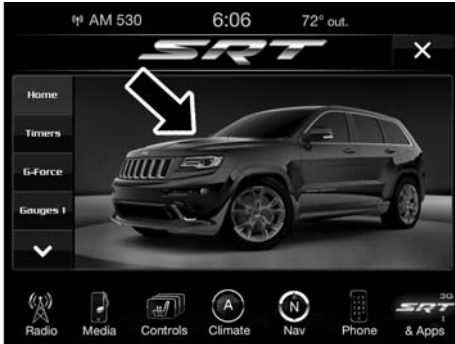 AM 530 6:06 72° out.
SRT X
Home
Timers
G-Force
Gauges 1
A N SRT
Radio Media Controls Climate Nav Phone & Apps